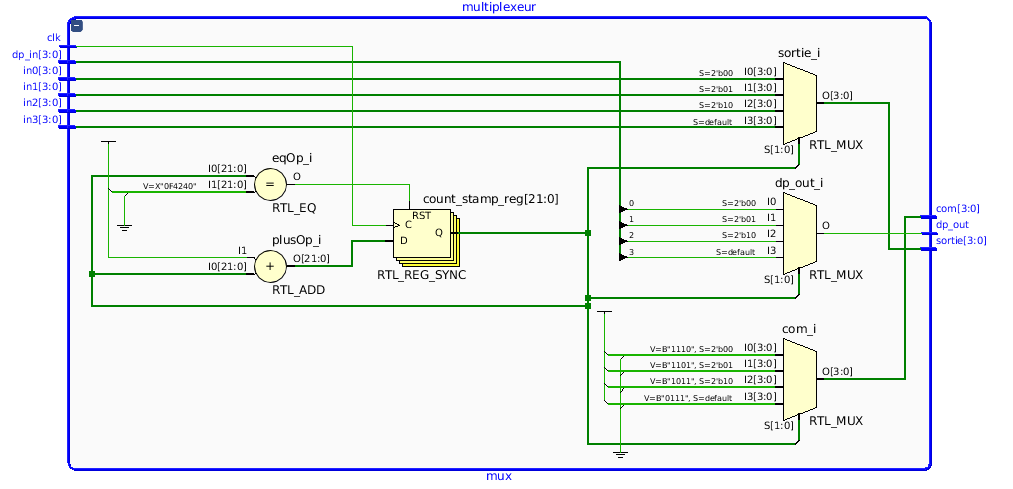 multiplexeur
clk
dp_in[3:0]
in0[3:0]
in1[3:0]
in2[3:0]
in3[3:0]
sortie_i
S=2'b00 I0[3:0]
S=2'b01 I1[3:0]
S=2'b10 I2[3:0]
S=default I3[3:0]
O[3:0]
S[1:0]
RTL_MUX
eqOp_i
I0[21:0]
V=X"0F4240" I1[21:0]
=
O
RTL_EQ
count_stamp_reg[21:0]
RST
C
D
Q
RTL_REG_SYNC
plusOp_i
I1
I0[21:0]
+
O[21:0]
RTL_ADD
dp_out_i
0 S=2'b00 I0
1 S=2'b01 I1
2 S=2'b10 I2
3 S=default I3
O
S[1:0]
RTL_MUX
com[3:0]
dp_out
sortie[3:0]
com_i
V=B"1110", S=2'b00 I0[3:0]
V=B"1101", S=2'b01 I1[3:0]
V=B"1011", S=2'b10 I2[3:0]
V=B"0111", S=default I3[3:0]
O[3:0]
S[1:0]
RTL_MUX
mux